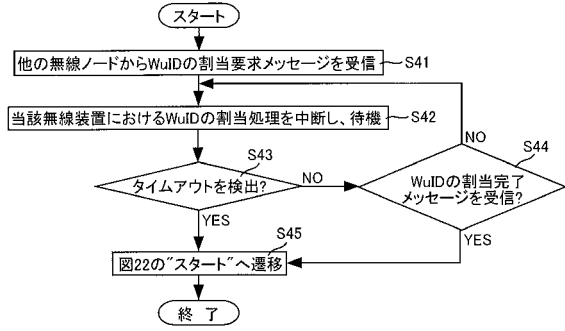 スタート
他の無線ノードからWuIDの割当要求メッセージを受信
S41
当該無線装置におけるWuIDの割当処理を中断し、待機
S42
NO
S43
S44
タイムアウトを検出?
NO
WuIDの割当完了
メッセージを受信?
YES
YES
S45
図22の"スタート"へ遷移
終 了